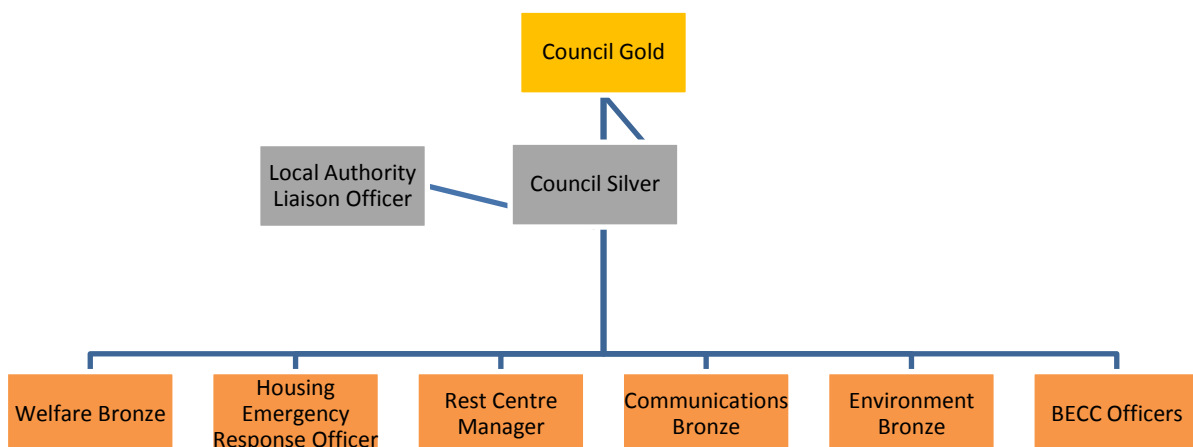 Council Gold
Local Authority
Liaison Officer
Council Silver
Welfare Bronze
Housing
Emergency
Response Officer
Rest Centre
Manager
Communications
Bronze
Environment
Bronze
BECC Officers